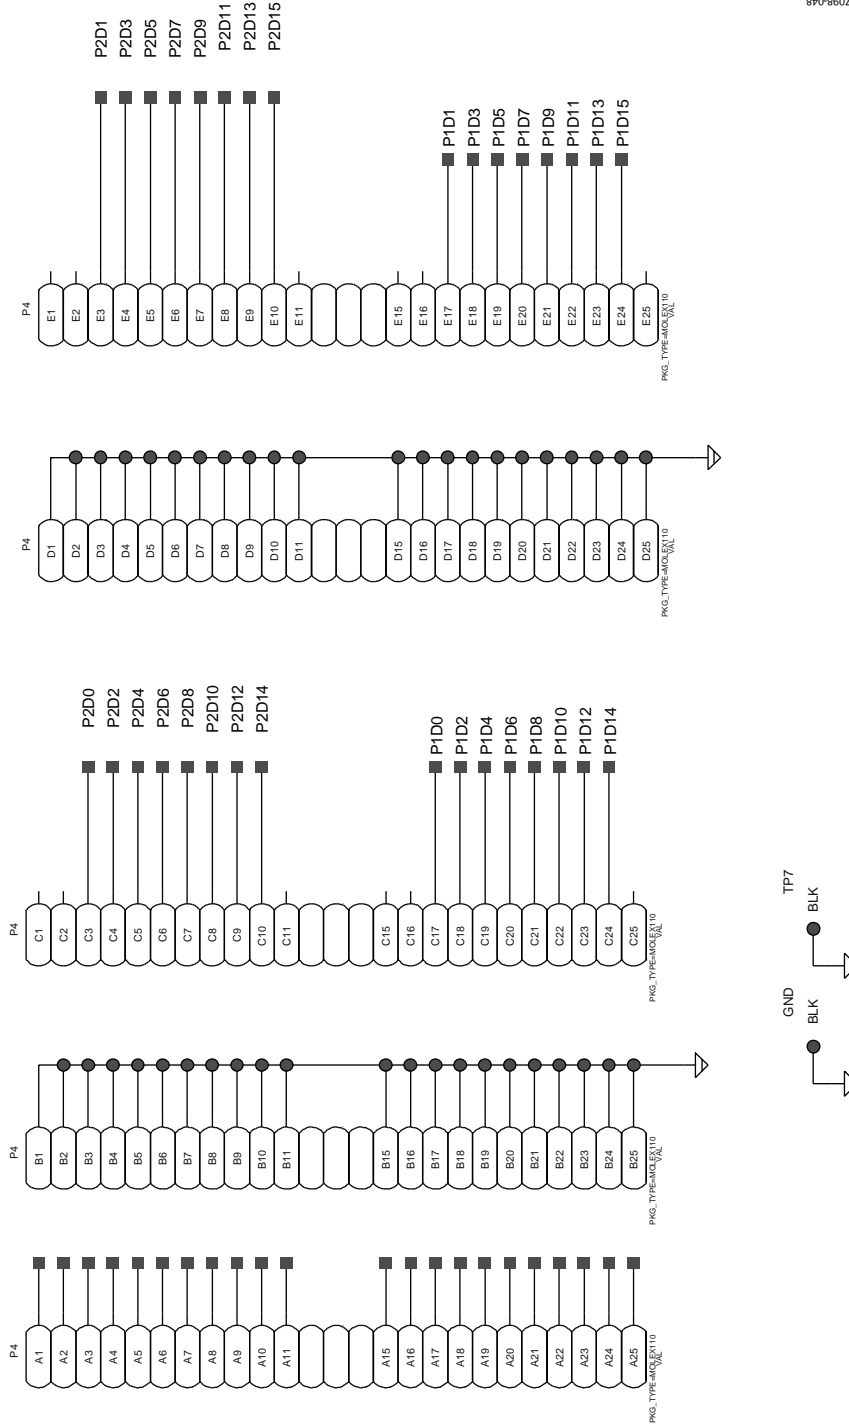 7098-048
P2D1
P2D3
P2D5
P2D7
P2D9
P2D11
P2D13
P2D15
P1D1
P1D3
P1D5
P1D7
P1D9
P1D11
P1D13
P1D15
P4
E1
E2
E3
E4
E5
E6
E7
E8
E9
E10
E11
E15
E16
E17
E18
E19
E20
E21
E22
E23
E24
E25
PKG_TYPE=MOLEX110
VAL
P4
D1
D2
D3
D4
D5
D6
D7
D8
D9
D10
D11
D15
D16
D17
D18
D19
D20
D21
D22
D23
D24
D25
PKG_TYPE=MOLEX110
VAL
P2D0
P2D2
P2D4
P2D6
P2D8
P2D10
P2D12
P2D14
P1D0
P1D2
P1D4
P1D6
P1D8
P1D10
P1D12
P1D14
P4
C1
C2
C3
C4
C5
C6
C7
C8
C9
C10
C11
C15
C16
C17
C18
C19
C20
C21
C22
C23
C24
C25
PKG_TYPE=MOLEX110
VAL
TP7
BLK
GND
BLK
P4
B1
B2
B3
B4
B5
B6
B7
B8
B9
B10
B11
B15
B16
B17
B18
B19
B20
B21
B22
B23
B24
B25
PKG_TYPE=MOLEX110
VAL
P4
A1
A2
A3
A4
A5
A6
A7
A8
A9
A10
A11
A15
A16
A17
A18
A19
A20
A21
A22
A23
A24
A25
PKG_TYPE=MOLEX110
VAL